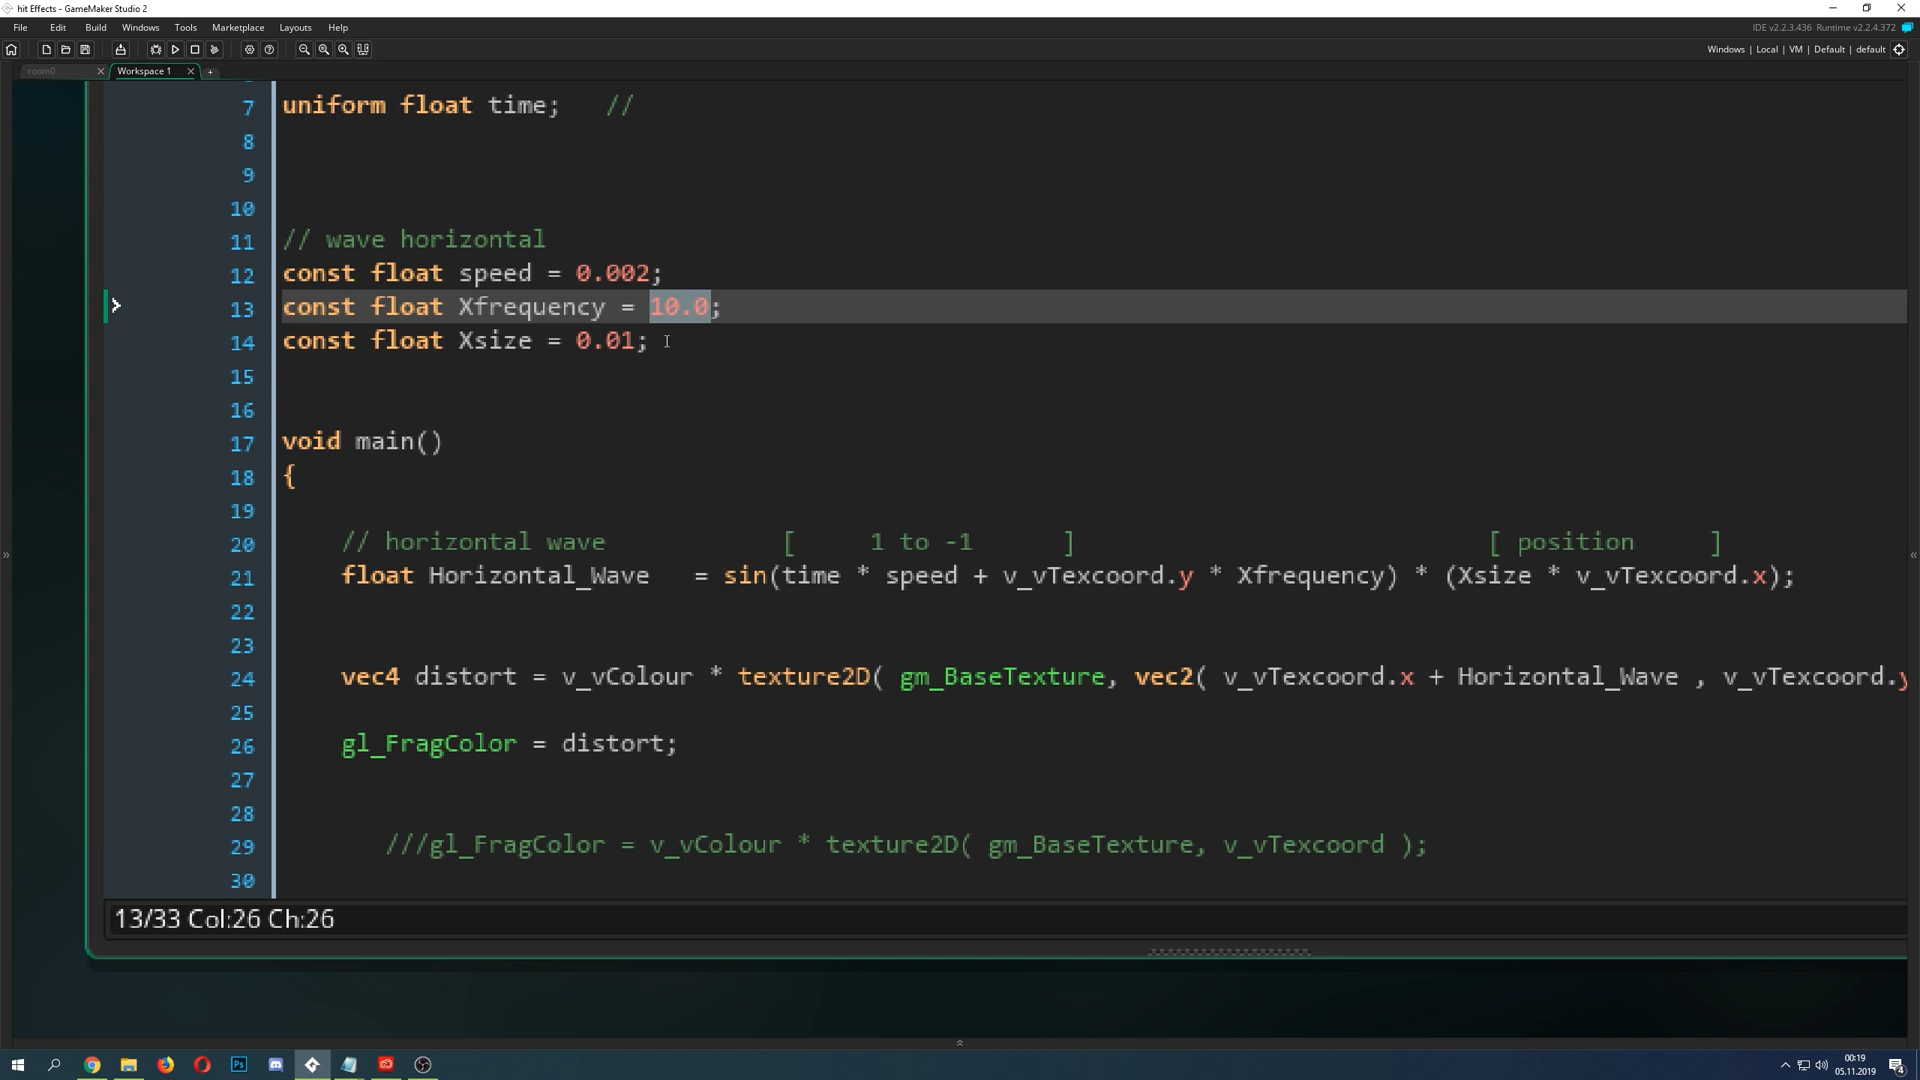 hit Effects - GameMaker Studio 2
File Edit Build Windows Tools Marketplace Layouts Help
IDE v2.2.3.436 Runtime v2.2.4.372
Windows | Local | VM | Default | default
room0
Workspace 1
7 uniform float time;   //
8
9
10
11 // wave horizontal
12 const float speed = 0.002;
13 const float Xfrequency = 10.0;
14 const float Xsize = 0.01;
15
16
17 void main()
18 {
19
20 // horizontal wave [ 1 to -1 ] [ position ]
21 float Horizontal_Wave = sin(time * speed + v_vTexcoord.y * Xfrequency) * (Xsize * v_vTexcoord.x);
22
23
24 vec4 distort = v_vColour * texture2D( gm_BaseTexture, vec2( v_vTexcoord.x + Horizontal_Wave , v_vTexcoord.y
25
26 gl_FragColor = distort;
27
28
29 ///gl_FragColor = v_vColour * texture2D( gm_BaseTexture, v_vTexcoord );
30
13/33 Col:26 Ch:26
Ps
00:19
05.11.2019
4